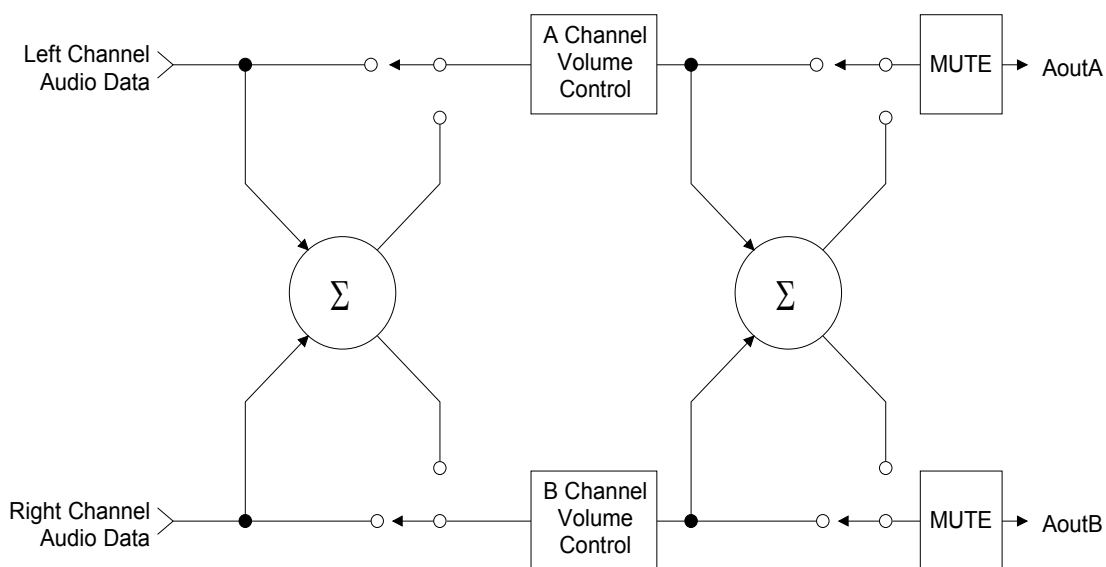 Left Channel
Audio Data
A Channel
Volume
Control
MUTE
AoutA
Σ
Σ
Right Channel
Audio Data
B Channel
Volume
Control
MUTE
AoutB